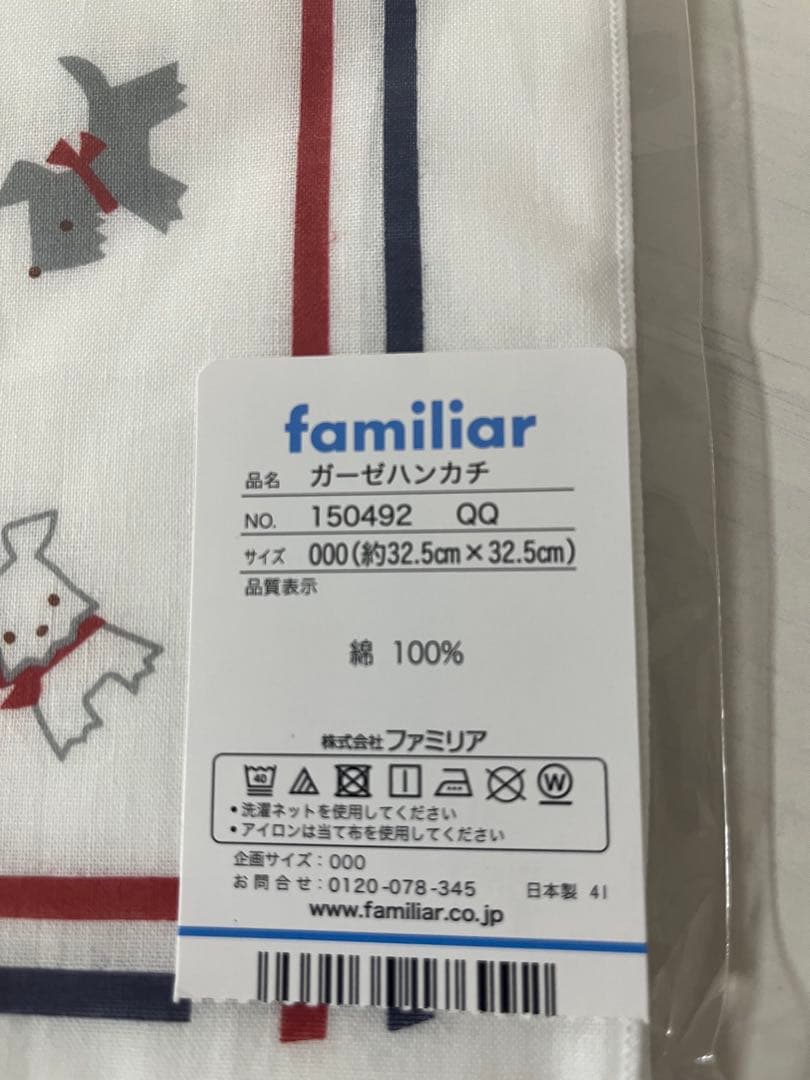 familiar
品名 ガーゼハンカチ
NO. 150492 QQ
サイズ 000(約32.5cm×32.5cm)
品質表示
綿 100%
株式会社ファミリア
40 W
•洗濯ネットを使用してください
•アイロンは当て布を使用してください
企画サイズ:000
お問合せ:0120-078-345 日本製 41
www.familiar.co.jp